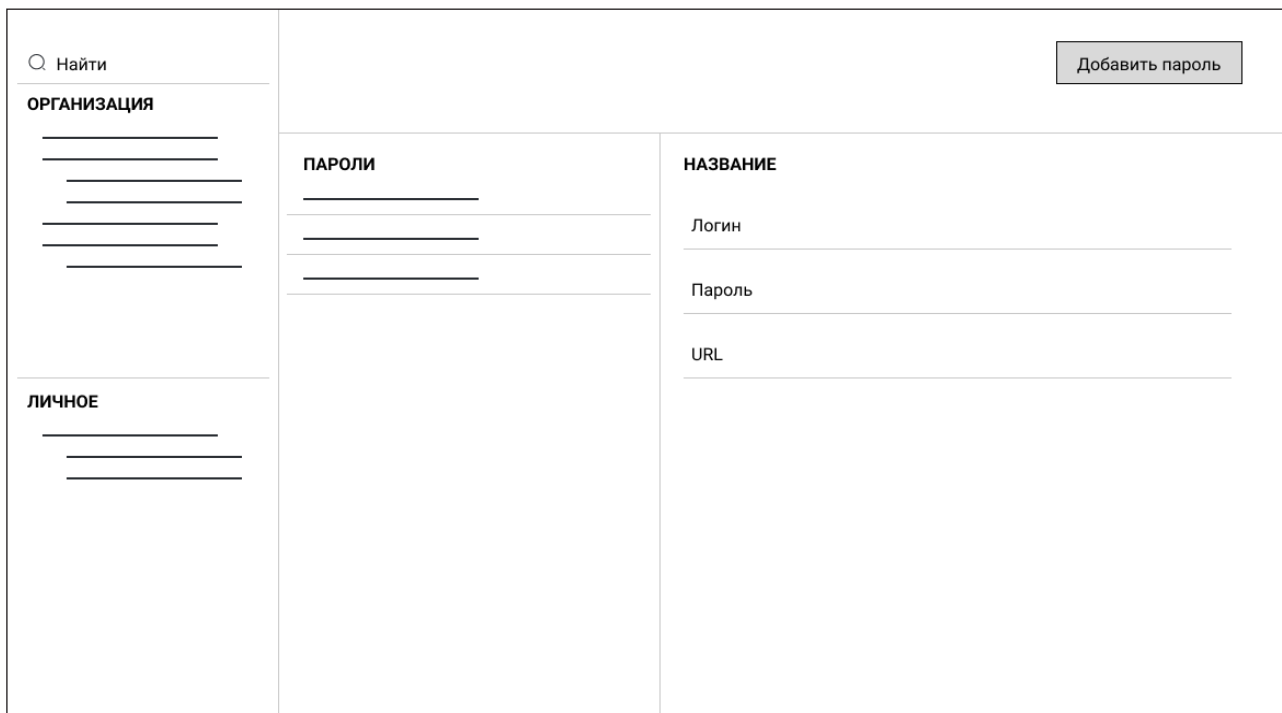 Найти
Добавить пароль
ОРГАНИЗАЦИЯ
ПАРОЛИ
НАЗВАНИЕ
Логин
Пароль
URL
ЛИЧНОЕ